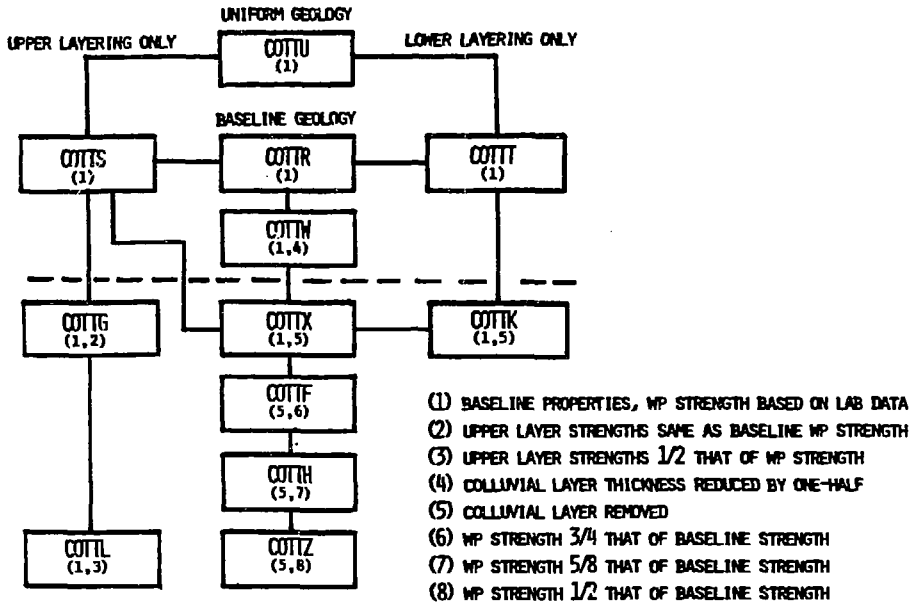 UNIFORM GEOLOGY
UPPER LAYERING ONLY
LOWER LAYERING ONLY
COTTU
(1)
BASELINE GEOLOGY
COTTS
(1)
COTTR
(1)
COTTT
(1)
COTTW
(1,4)
COTTG
(1,2)
COTTX
(1,5)
COTTK
(1,5)
COTTF
(5,6)
COTTH
(5,7)
COTTL
(1,3)
COTTZ
(5,8)
(1) BASELINE PROPERTIES, WP STRENGTH BASED ON LAB DATA
(2) UPPER LAYER STRENGTHS SAME AS BASELINE WP STRENGTH
(3) UPPER LAYER STRENGTHS 1/2 THAT OF WP STRENGTH
(4) COLLUVIAL LAYER THICKNESS REDUCED BY ONE-HALF
(5) COLLUVIAL LAYER REMOVED
(6) WP STRENGTH 3/4 THAT OF BASELINE STRENGTH
(7) WP STRENGTH 5/8 THAT OF BASELINE STRENGTH
(8) WP STRENGTH 1/2 THAT OF BASELINE STRENGTH